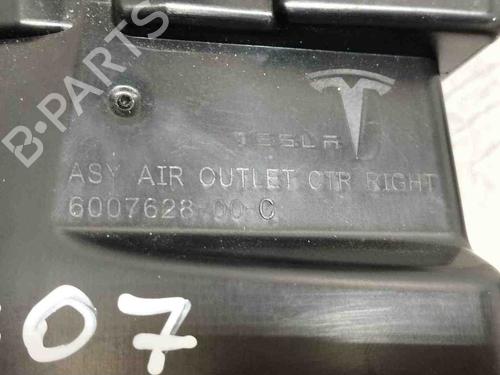 B-PARTS
TESLA
ASY AIR OUTLET CTR RIGHT
6007628-00-C
07